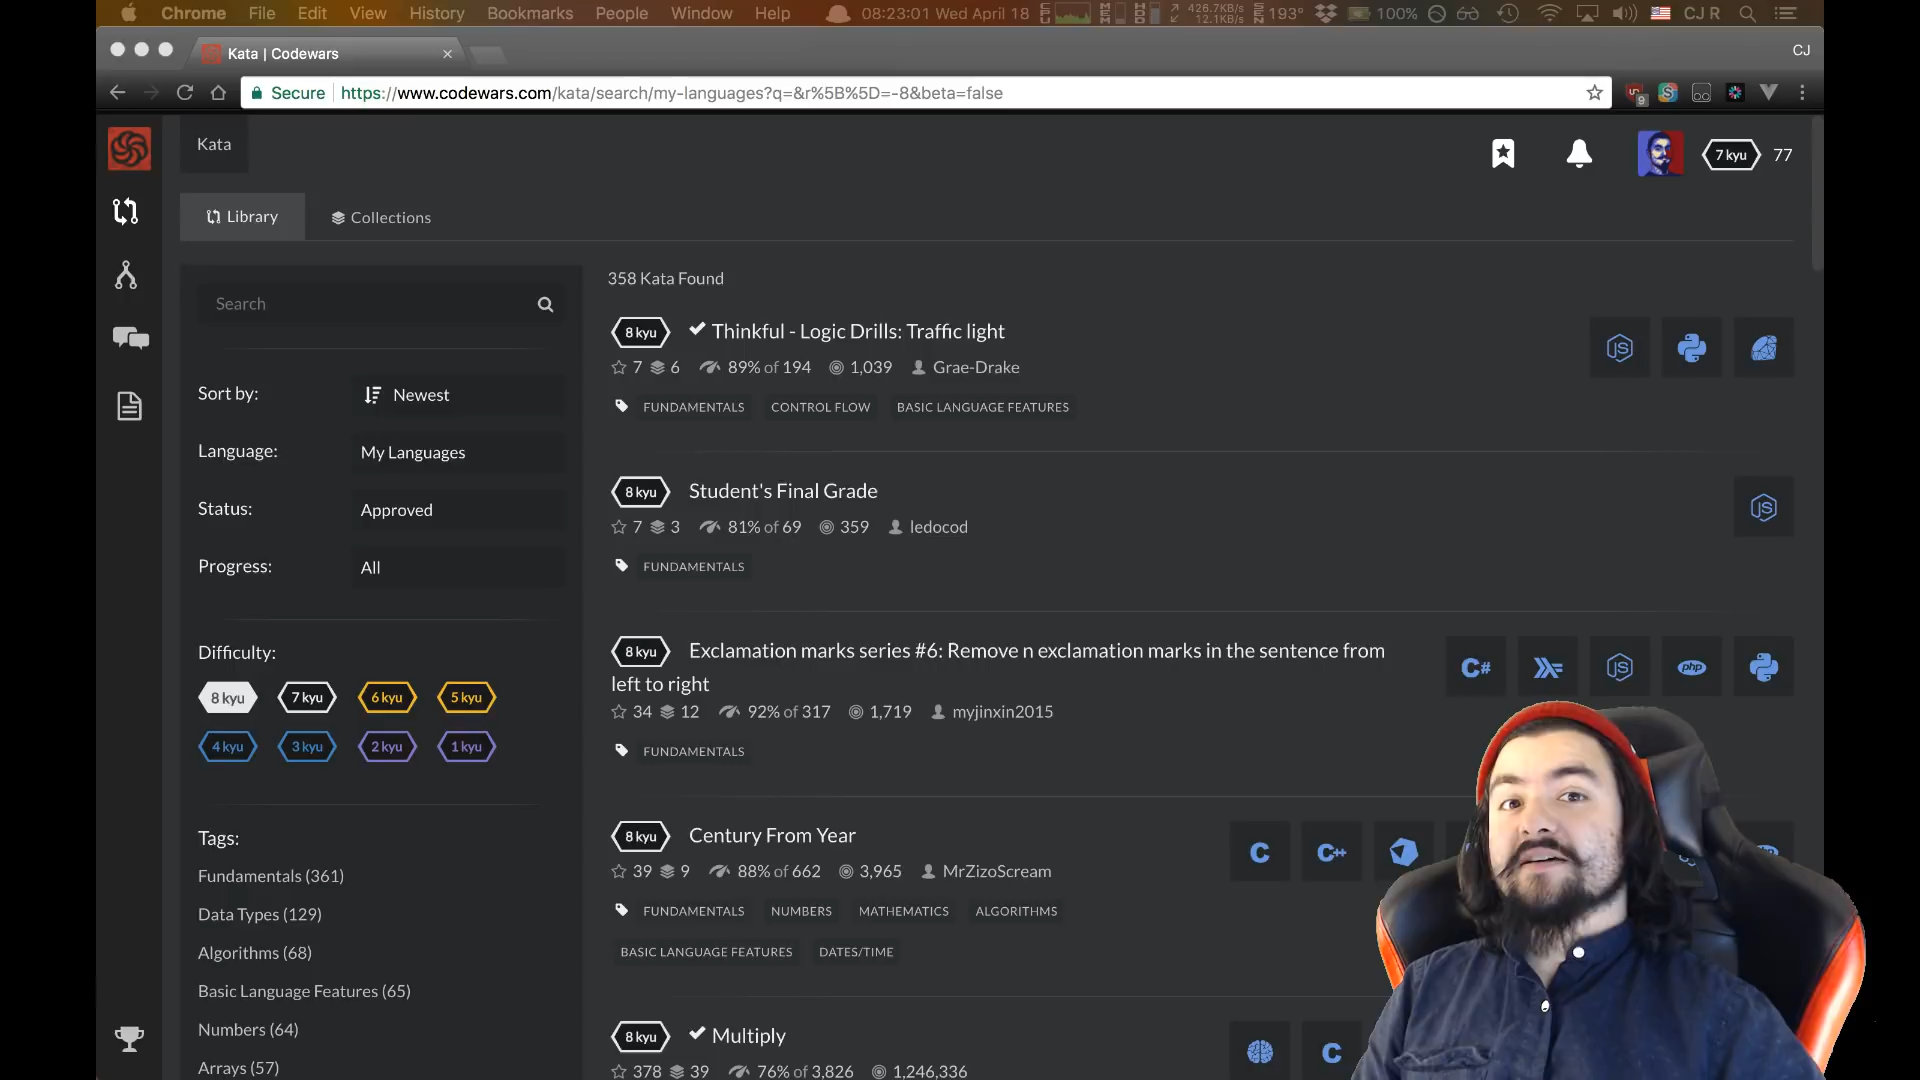 Chrome File Edit View History Bookmarks People Window Help 08:23:01 Wed April 18 426.7KB/s 12.1KB/s 193° 100% CJ R
Kata | Codewars
CJ
Secure https://www.codewars.com/kata/search/my-languages?q=&r%5B%5D=-8&beta=false
9
Kata
7 kyu 77
Library Collections
358 Kata Found
Search
Sort by: Newest
Language: My Languages
Status: Approved
Progress: All
Difficulty:
8 kyu 7 kyu 6 kyu 5 kyu
4 kyu 3 kyu 2 kyu 1 kyu
Tags:
Fundamentals (361)
Data Types (129)
Algorithms (68)
Basic Language Features (65)
Numbers (64)
Arrays (57)
8 kyu Thinkful - Logic Drills: Traffic light
7 6 89% of 194 1,039 Grae-Drake
FUNDAMENTALS CONTROL FLOW BASIC LANGUAGE FEATURES
JS
8 kyu Student's Final Grade
7 3 81% of 69 359 ledocod
FUNDAMENTALS
JS
8 kyu Exclamation marks series #6: Remove n exclamation marks in the sentence from
left to right
34 12 92% of 317 1,719 myjinxin2015
FUNDAMENTALS
C# JS php
8 kyu Century From Year
39 9 88% of 662 3,965 MrZizoScream
FUNDAMENTALS NUMBERS MATHEMATICS ALGORITHMS
BASIC LANGUAGE FEATURES DATES/TIME
C C++
8 kyu Multiply
378 39 76% of 3,826 1,246,336
C